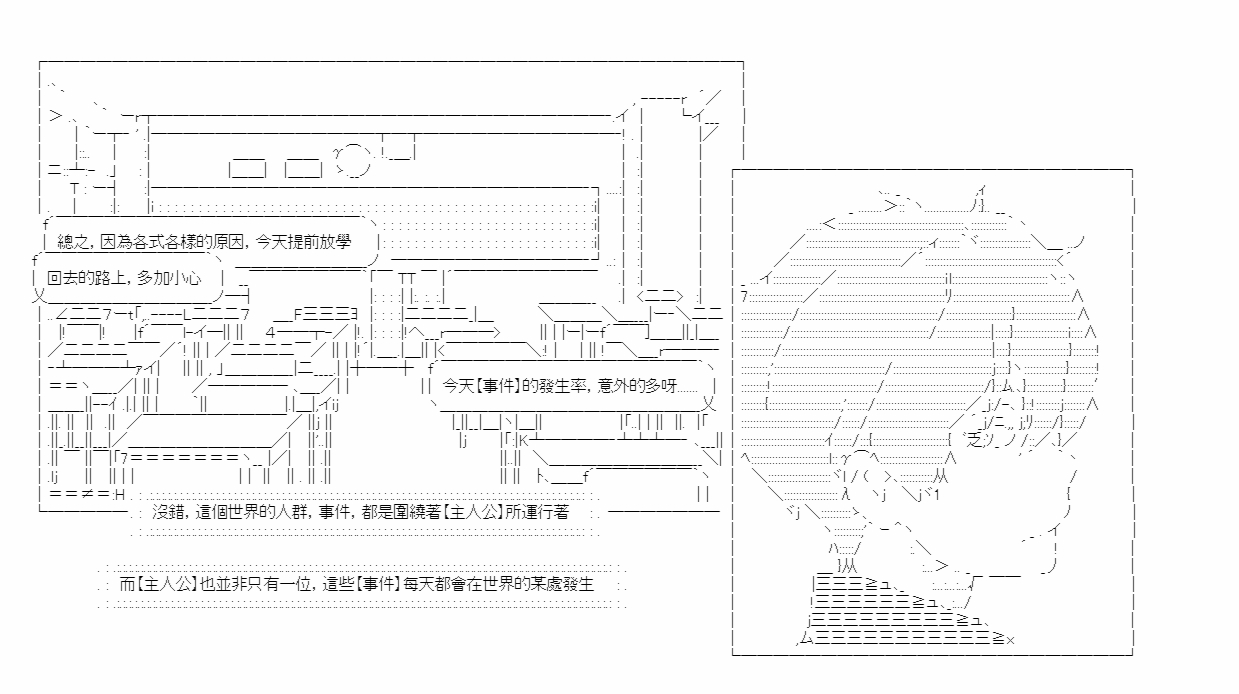 總之, 因為各式各樣的原因, 今天提前放學
回去的路上, 多加小心
今天【事件】的發生率, 意外的多呀......
沒錯, 這個世界的人群, 事件, 都是圍繞著【主人公】所運行著
而【主人公】也並非只有一位, 這些【事件】每天都會在世界的某處發生